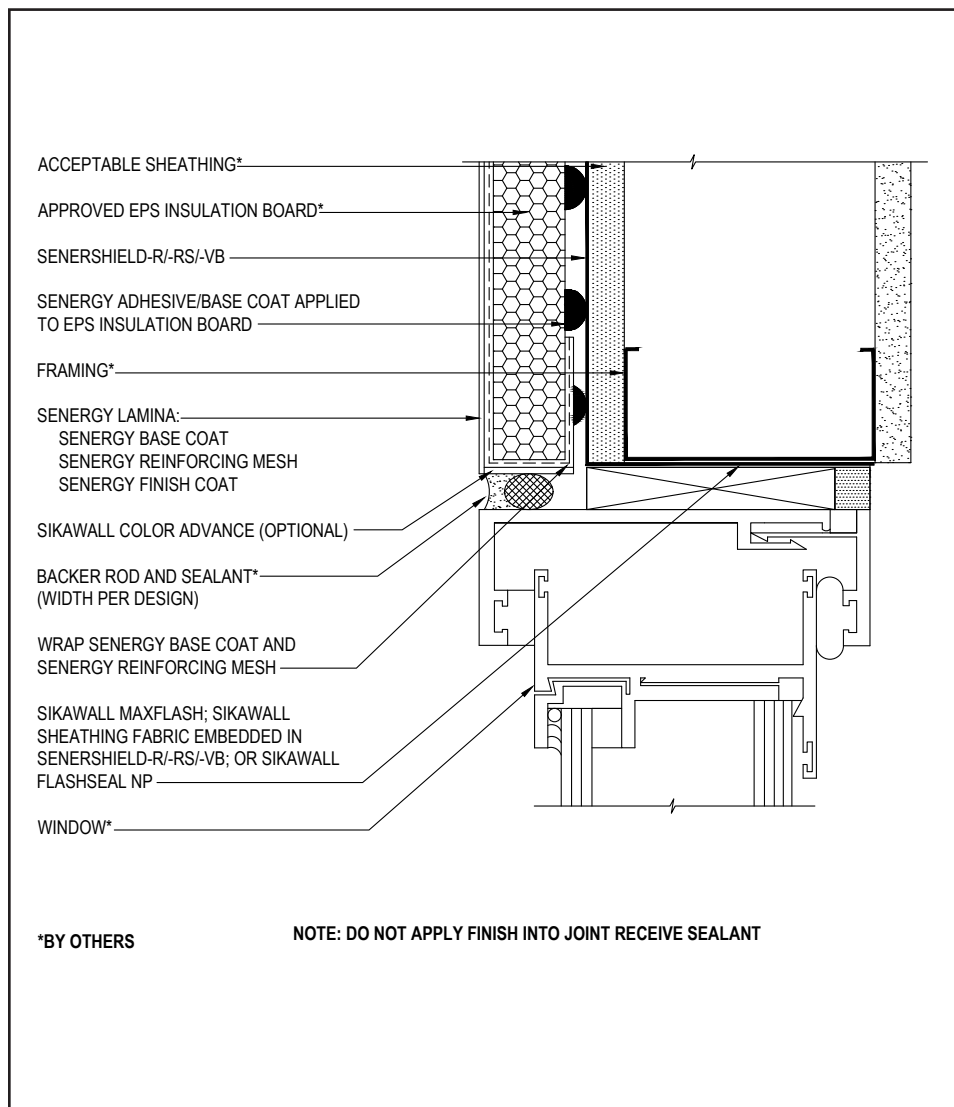 ACCEPTABLE SHEATHING*
APPROVED EPS INSULATION BOARD*
SENERSHIELD-R/-RS/-VB
SENERGY ADHESIVE/BASE COAT APPLIED
TO EPS INSULATION BOARD
FRAMING*
SENERGY LAMINA:
SENERGY BASE COAT
SENERGY REINFORCING MESH
SENERGY FINISH COAT
SIKAWALL COLOR ADVANCE (OPTIONAL)
BACKER ROD AND SEALANT*
(WIDTH PER DESIGN)
WRAP SENERGY BASE COAT AND
SENERGY REINFORCING MESH
SIKAWALL MAXFLASH; SIKAWALL
SHEATHING FABRIC EMBEDDED IN
SENERSHIELD-R/-RS/-VB; OR SIKAWALL
FLASHSEAL NP
WINDOW*
*BY OTHERS
NOTE: DO NOT APPLY FINISH INTO JOINT RECEIVE SEALANT